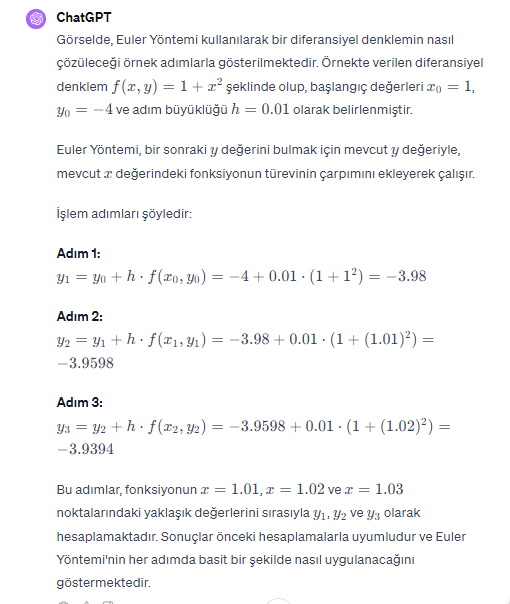 ChatGPT
Görselde, Euler Yöntemi kullanılarak bir diferansiyel denklemin nasıl
çözüleceği örnek adımlarla gösterilmektedir. Örnekte verilen diferansiyel
denklem f(x, y) = 1 + x² şeklinde olup, başlangıç değerleri x₀ = 1,
y₀ = −4 ve adım büyüklüğü h = 0.01 olarak belirlenmiştir.
Euler Yöntemi, bir sonraki y değerini bulmak için mevcut y değeriyle,
mevcut x değerindeki fonksiyonun türevinin çarpımını ekleyerek çalışır.
İşlem adımları şöyledir:
Adım 1:
y₁ = y₀ + h · f(x₀, y₀) = −4 + 0.01 · (1 + 1²) = −3.98
Adım 2:
y₂ = y₁ + h · f(x₁, y₁) = −3.98 + 0.01 · (1 + (1.01)²) =
−3.9598
Adım 3:
y₃ = y₂ + h · f(x₂, y₂) = −3.9598 + 0.01 · (1 + (1.02)²) =
−3.9394
Bu adımlar, fonksiyonun x = 1.01, x = 1.02 ve x = 1.03
noktalarındaki yaklaşık değerlerini sırasıyla y₁, y₂ ve y₃ olarak
hesaplamaktadır. Sonuçlar önceki hesaplamalarla uyumludur ve Euler
Yöntemi'nin her adımda basit bir şekilde nasıl uygulanacağını
göstermektedir.